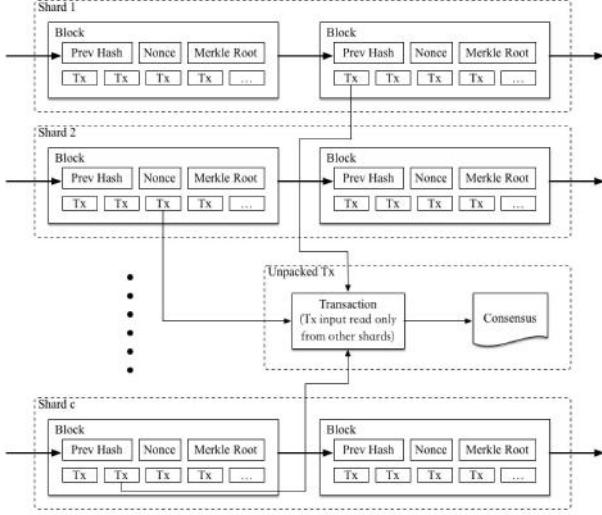 Shard 1
Block
Block
Prev Hash Nonce Merkle Root
Prev Hash Nonce Merkle Root
Tx Tx Tx Tx ...
Tx Tx Tx Tx ...
Shard 2
Block
Block
Prev Hash Nonce Merkle Root
Prev Hash Nonce Merkle Root
Tx Tx Tx Tx ...
Tx Tx Tx Tx ...
Unpacked Tx
Transaction
(Tx input read only
from other shards)
Consensus
Shard c
Block
Block
Prev Hash Nonce Merkle Root
Prev Hash Nonce Merkle Root
Tx Tx Tx Tx ...
Tx Tx Tx Tx ...